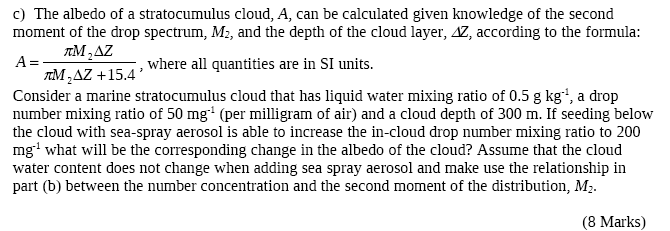 c) The albedo of a stratocumulus cloud, A, can be calculated given knowledge of the second
moment of the drop spectrum, M₂, and the depth of the cloud layer, ΔZ, according to the formula:
A = πM₂ΔZ / πM₂ΔZ +15.4 , where all quantities are in SI units.
Consider a marine stratocumulus cloud that has liquid water mixing ratio of 0.5 g kg⁻¹, a drop
number mixing ratio of 50 mg⁻¹ (per milligram of air) and a cloud depth of 300 m. If seeding below
the cloud with sea-spray aerosol is able to increase the in-cloud drop number mixing ratio to 200
mg⁻¹ what will be the corresponding change in the albedo of the cloud? Assume that the cloud
water content does not change when adding sea spray aerosol and make use the relationship in
part (b) between the number concentration and the second moment of the distribution, M₂.
(8 Marks)